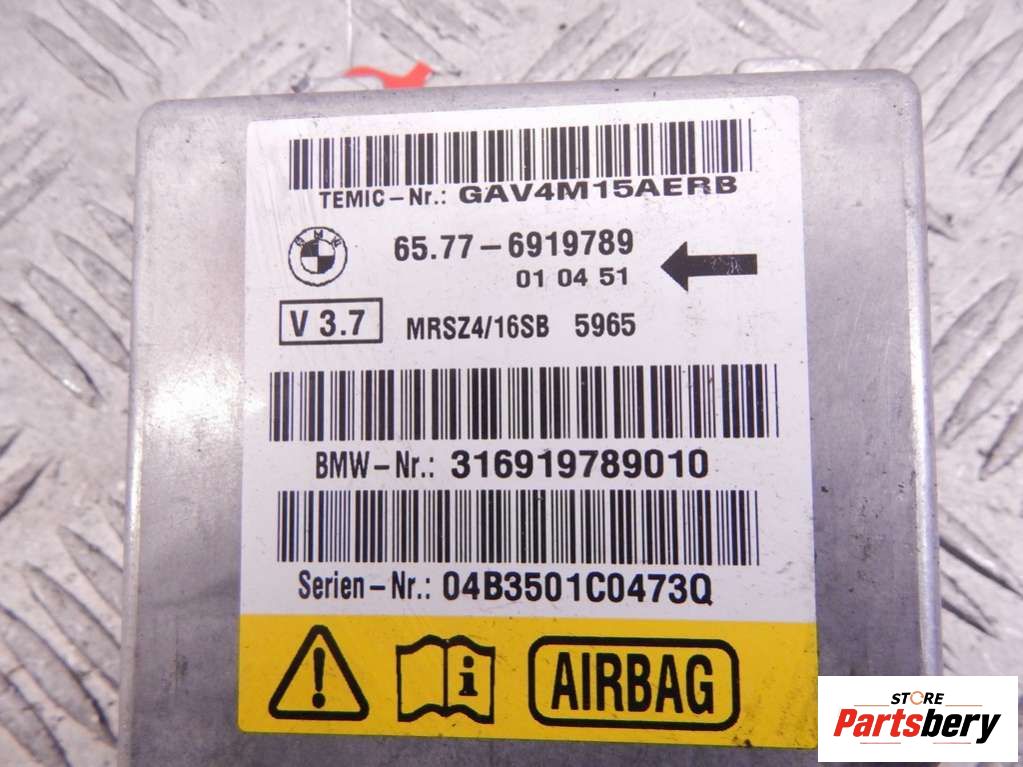 TEMIC-Nr.: GAV4M15AERB
BMW
65.77-6919789
01 04 51
V 3.7
MRSZ4/16SB 5965
BMW-Nr.: 316919789010
Serien-Nr.: 04B3501C0473Q
i AIRBAG
STORE
Partsbery